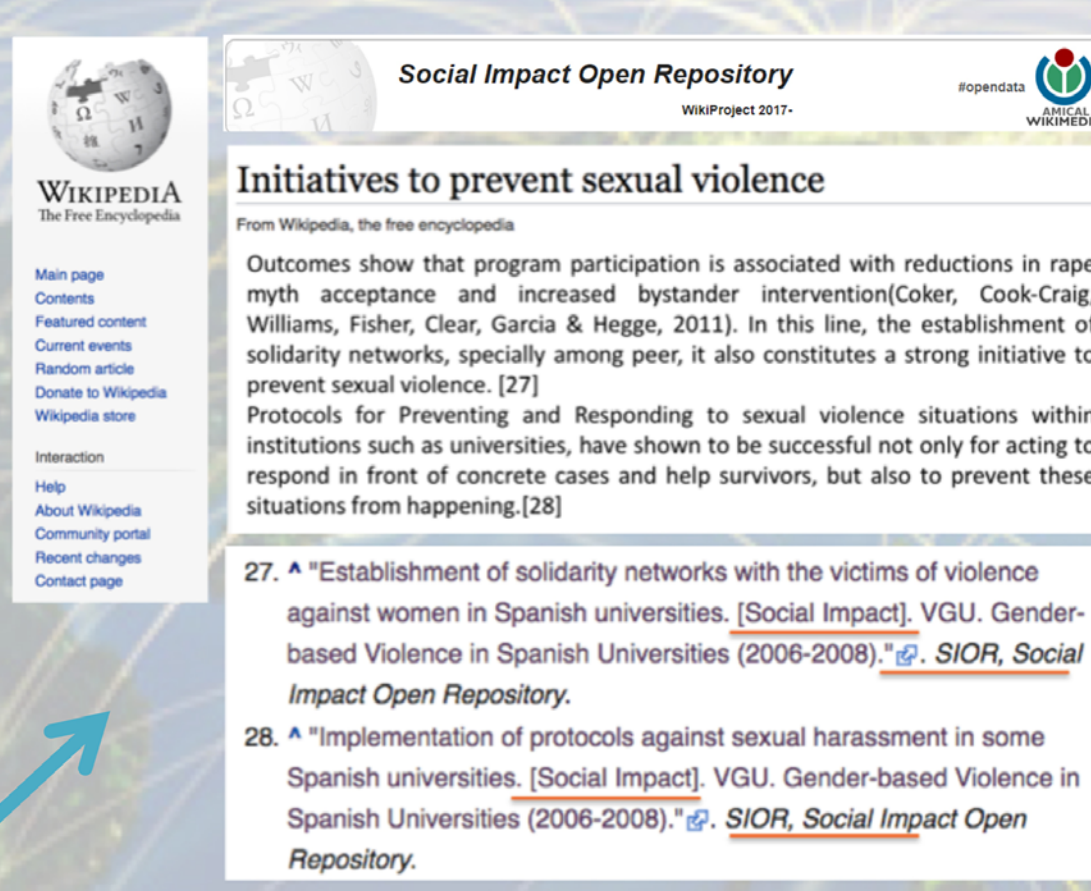 WIKIPEDIA
The Free Encyclopedia
Main page
Contents
Featured content
Current events
Random article
Donate to Wikipedia
Wikipedia store
Interaction
Help
About Wikipedia
Community portal
Recent changes
Contact page
Social Impact Open Repository
WikiProject 2017-
#opendata
AMICAL
WIKIMEDI
Initiatives to prevent sexual violence
From Wikipedia, the free encyclopedia
Outcomes show that program participation is associated with reductions in rape
myth acceptance and increased bystander intervention(Coker, Cook-Craig,
Williams, Fisher, Clear, Garcia & Hegge, 2011). In this line, the establishment of
solidarity networks, specially among peer, it also constitutes a strong initiative to
prevent sexual violence. [27]
Protocols for Preventing and Responding to sexual violence situations within
institutions such as universities, have shown to be successful not only for acting to
respond in front of concrete cases and help survivors, but also to prevent these
situations from happening.[28]
27. ^ "Establishment of solidarity networks with the victims of violence
against women in Spanish universities. [Social Impact]. VGU. Gender-
based Violence in Spanish Universities (2006-2008).". SIOR, Social
Impact Open Repository.
28. ^ "Implementation of protocols against sexual harassment in some
Spanish universities. [Social Impact]. VGU. Gender-based Violence in
Spanish Universities (2006-2008).". SIOR, Social Impact Open
Repository.